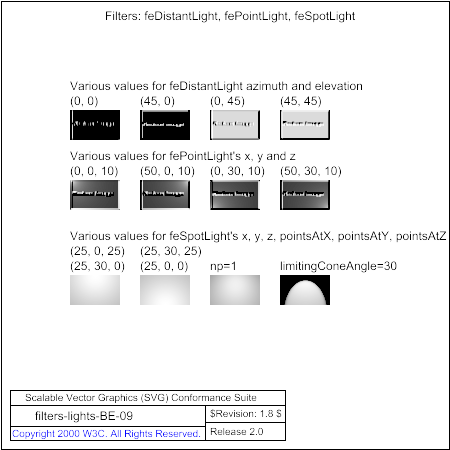 Filters: feDistantLight, fePointLight, feSpotLight
Various values for feDistantLight azimuth and elevation
(0, 0) (45, 0) (0, 45) (45, 45)
Various values for fePointLight's x, y and z
(0, 0, 10) (50, 0, 10) (0, 30, 10) (50, 30, 10)
Various values for feSpotLight's x, y, z, pointsAtX, pointsAtY, pointsAtZ
(25, 0, 25) (25, 30, 25)
(25, 30, 0) (25, 0, 0) np=1 limitingConeAngle=30
Scalable Vector Graphics (SVG) Conformance Suite
filters-lights-BE-09
$Revision: 1.8 $
Copyright 2000 W3C. All Rights Reserved.
Release 2.0